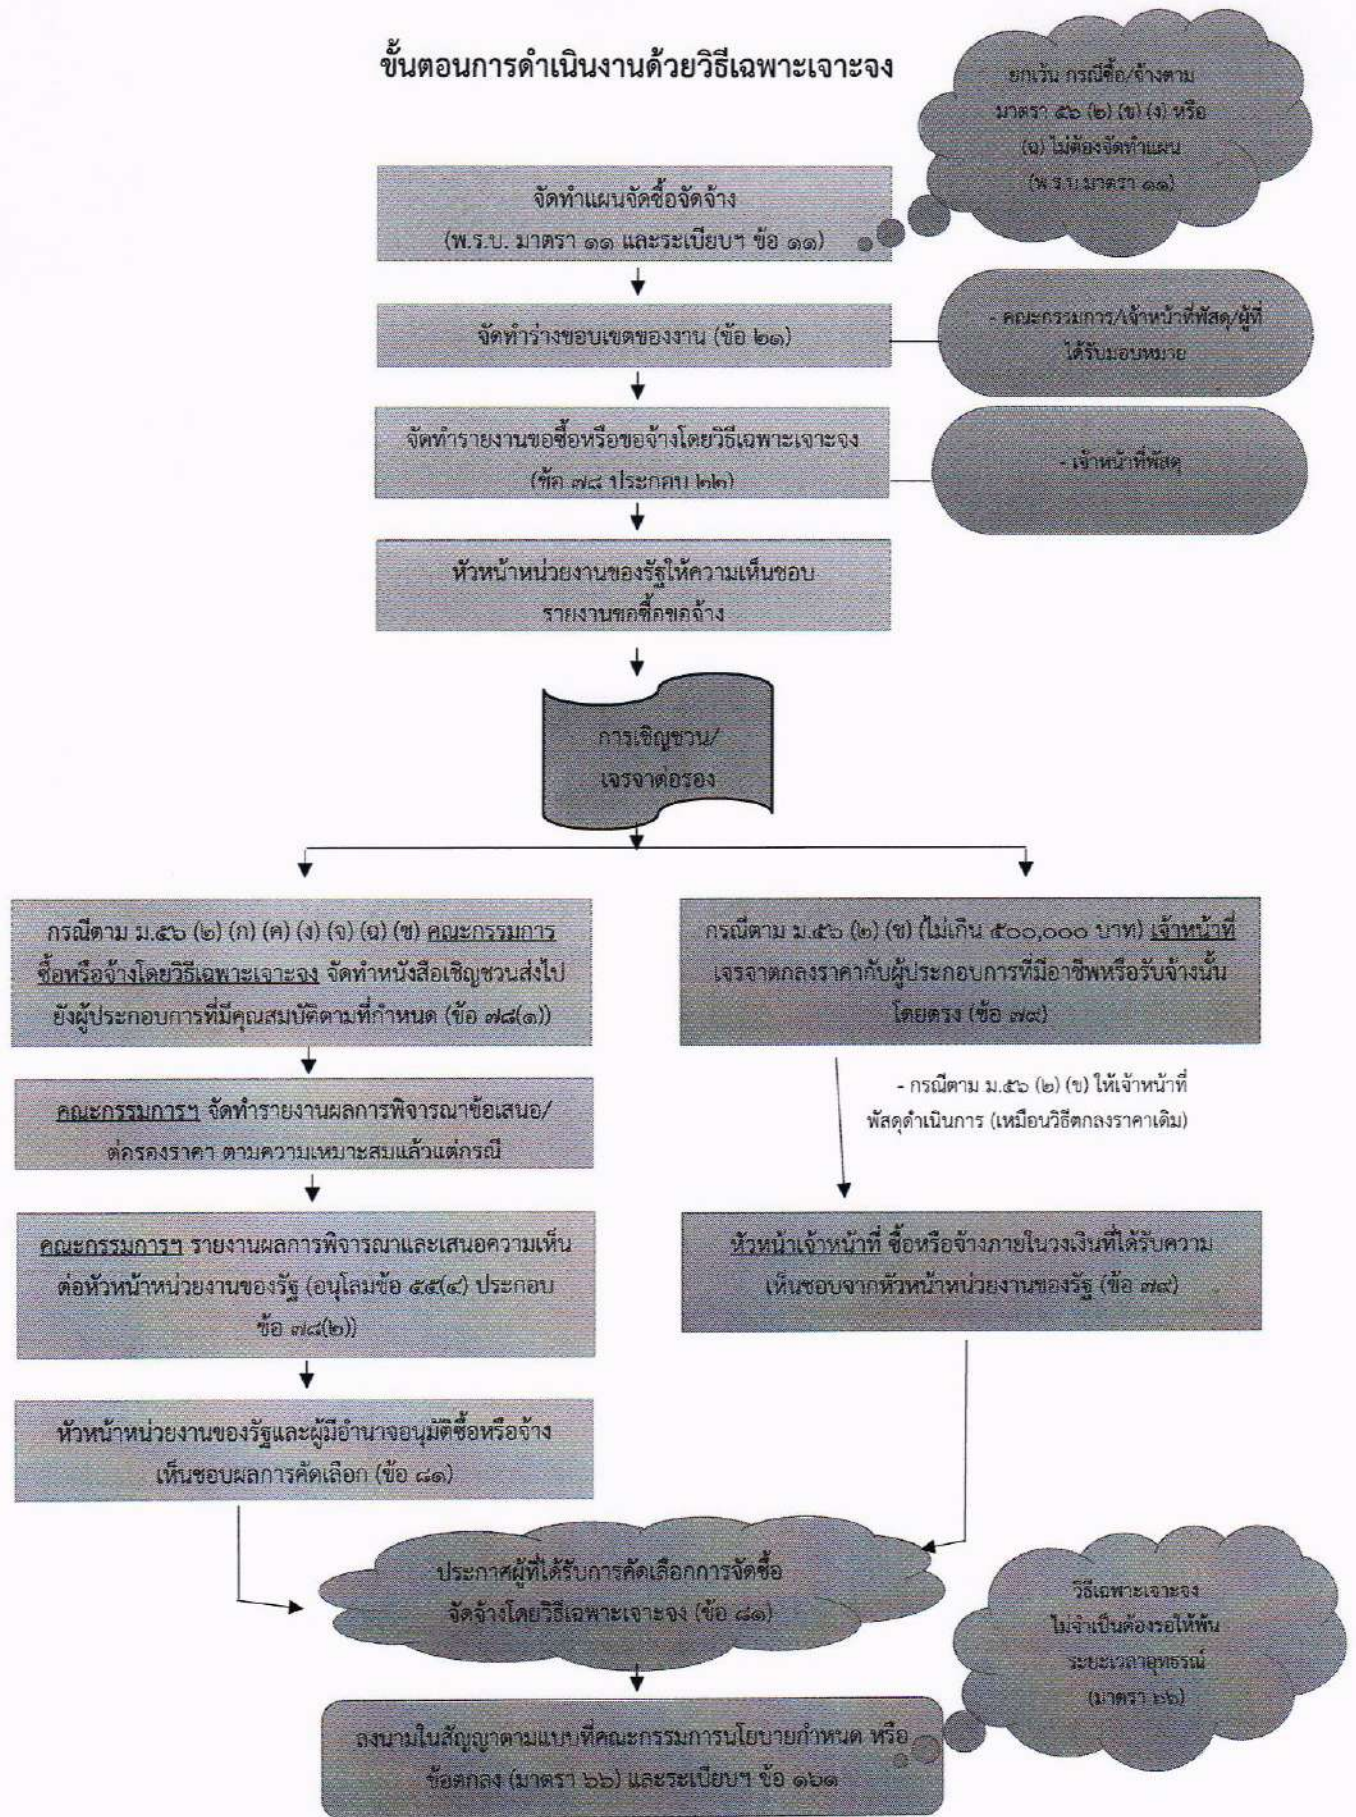 ขั้นตอนการดำเนินงานด้วยวิธีเฉพาะเจาะจง
ยกเว้น กรณีซื้อ/จ้างตาม
มาตรา ๕๖ (๒) (ข) (ง) หรือ
(ฉ) ไม่ต้องจัดทำแผน
(พ.ร.บ.มาตรา ๑๑)
จัดทำแผนจัดซื้อจัดจ้าง
(พ.ร.บ. มาตรา ๑๑ และระเบียบฯ ข้อ ๑๑)
จัดทำร่างขอบเขตของงาน (ข้อ ๒๑)
- คณะกรรมการ/เจ้าหน้าที่พัสดุ/ผู้ที่
ได้รับมอบหมาย
จัดทำรายงานขอซื้อหรือขอจ้างโดยวิธีเฉพาะเจาะจง
(ข้อ ๗๘ ประกอบ ๒๒)
- เจ้าหน้าที่พัสดุ
หัวหน้าหน่วยงานของรัฐให้ความเห็นชอบ
รายงานขอซื้อขอจ้าง
การเชิญชวน/
เจรจาต่อรอง
กรณีตาม ม.๕๖ (๒) (ก) (ค) (ง) (จ) (ฉ) (ช) คณะกรรมการ
ซื้อหรือจ้างโดยวิธีเฉพาะเจาะจง จัดทำหนังสือเชิญชวนส่งไป
ยังผู้ประกอบการที่มีคุณสมบัติตามที่กำหนด (ข้อ ๗๘(๑))
คณะกรรมการฯ จัดทำรายงานผลการพิจารณาข้อเสนอ/
ต่อรองราคา ตามความเหมาะสมแล้วแต่กรณี
คณะกรรมการฯ รายงานผลการพิจารณาและเสนอความเห็น
ต่อหัวหน้าหน่วยงานของรัฐ (อนุโลมข้อ ๕๕(๔) ประกอบ
ข้อ ๗๘(๒))
หัวหน้าหน่วยงานของรัฐและผู้มีอำนาจอนุมัติซื้อหรือจ้าง
เห็นชอบผลการคัดเลือก (ข้อ ๘๑)
กรณีตาม ม.๕๖ (๒) (ข) (ไม่เกิน ๕๐๐,๐๐๐ บาท) เจ้าหน้าที่
เจรจาตกลงราคากับผู้ประกอบการที่มีอาชีพหรือรับจ้างนั้น
โดยตรง (ข้อ ๗๙)
- กรณีตาม ม.๕๖ (๒) (ข) ให้เจ้าหน้าที่
พัสดุดำเนินการ (เหมือนวิธีตกลงราคาเดิม)
หัวหน้าเจ้าหน้าที่ ซื้อหรือจ้างภายในวงเงินที่ได้รับความ
เห็นชอบจากหัวหน้าหน่วยงานของรัฐ (ข้อ ๗๙)
ประกาศผู้ที่ได้รับการคัดเลือกการจัดซื้อ
จัดจ้างโดยวิธีเฉพาะเจาะจง (ข้อ ๘๑)
วิธีเฉพาะเจาะจง
ไม่จำเป็นต้องรอให้พ้น
ระยะเวลาอุทธรณ์
(มาตรา ๖๖)
ลงนามในสัญญาตามแบบที่คณะกรรมการนโยบายกำหนด หรือ
ข้อตกลง (มาตรา ๖๖) และระเบียบฯ ข้อ ๑๖๑